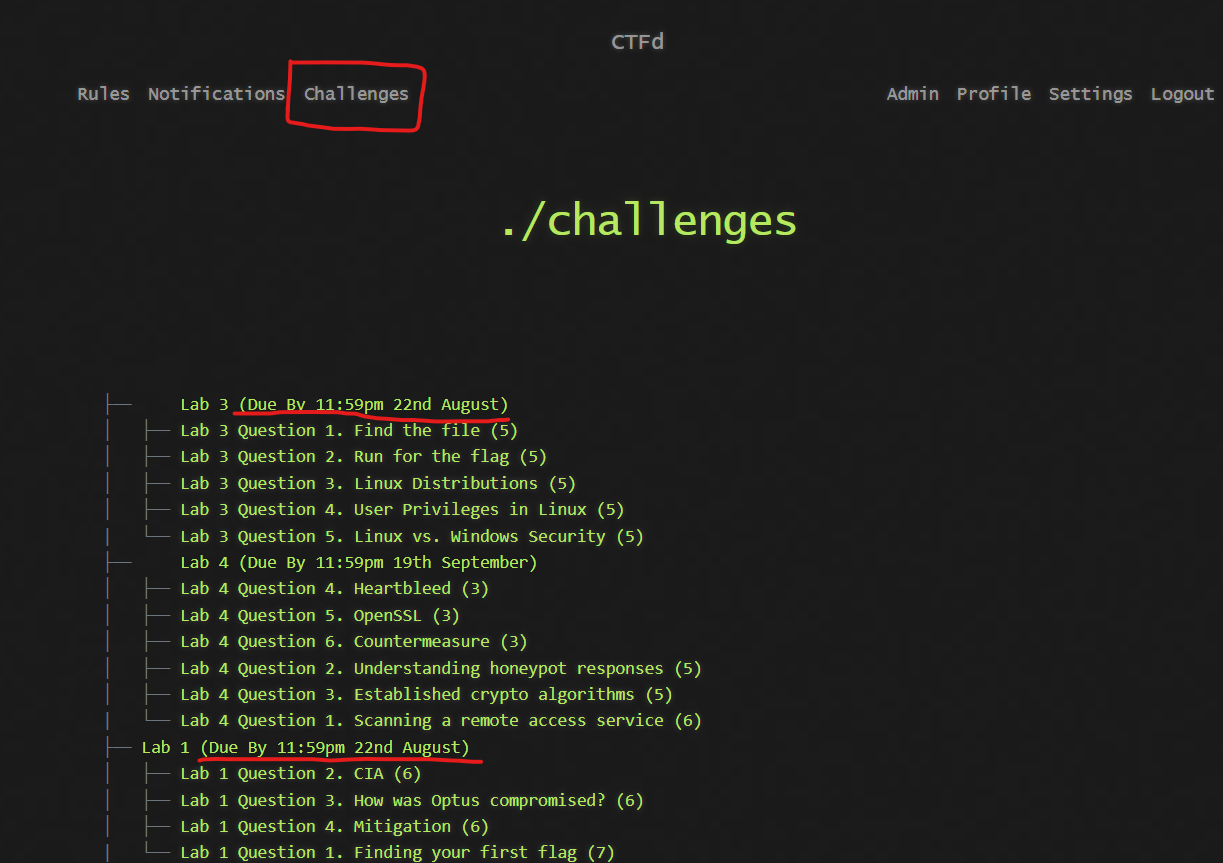 CTFd
Rules Notifications Challenges Admin Profile Settings Logout
./challenges
Lab 3 (Due By 11:59pm 22nd August)
Lab 3 Question 1. Find the file (5)
Lab 3 Question 2. Run for the flag (5)
Lab 3 Question 3. Linux Distributions (5)
Lab 3 Question 4. User Privileges in Linux (5)
Lab 3 Question 5. Linux vs. Windows Security (5)
Lab 4 (Due By 11:59pm 19th September)
Lab 4 Question 4. Heartbleed (3)
Lab 4 Question 5. OpenSSL (3)
Lab 4 Question 6. Countermeasure (3)
Lab 4 Question 2. Understanding honeypot responses (5)
Lab 4 Question 3. Established crypto algorithms (5)
Lab 4 Question 1. Scanning a remote access service (6)
Lab 1 (Due By 11:59pm 22nd August)
Lab 1 Question 2. CIA (6)
Lab 1 Question 3. How was Optus compromised? (6)
Lab 1 Question 4. Mitigation (6)
Lab 1 Question 1. Finding your first flag (7)